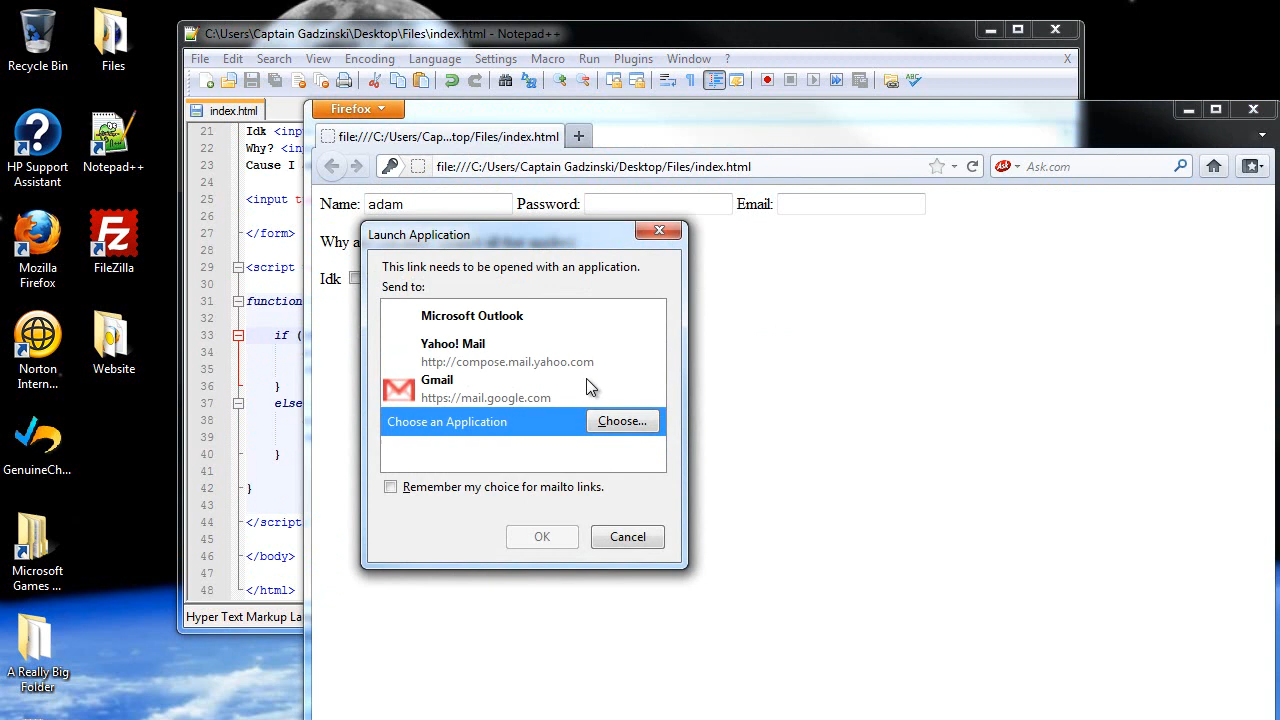 Recycle Bin
Files
HP Support
Assistant
Notepad++
Mozilla
Firefox
FileZilla
Norton
Intern...
Website
GenuineCh...
Microsoft
Games ...
A Really Big
Folder
C:\Users\Captain Gadzinski\Desktop\Files\index.html - Notepad++
File Edit Search View Encoding Language Settings Macro Run Plugins Window ? X
index.html
21 Idk <inpu
22 Why? <in
23 Cause I
24
25 <input t
26
27 </form>
28
29 <script
30
31 function
32
33 if (
34
35
36 }
37 else
38
39
40 }
41
42 }
43
44 </script
45
46 </body>
47
48 </html>
Hyper Text Markup La
Firefox
file:///C:/Users/Cap...top/Files/index.html
file:///C:/Users/Captain Gadzinski/Desktop/Files/index.html
Ask Ask.com
Name: adam Password: Email:
Why a
Idk
Launch Application
This link needs to be opened with an application.
Send to:
Microsoft Outlook
Yahoo! Mail
http://compose.mail.yahoo.com
Gmail
https://mail.google.com
Choose an Application Choose...
Remember my choice for mailto links.
OK Cancel